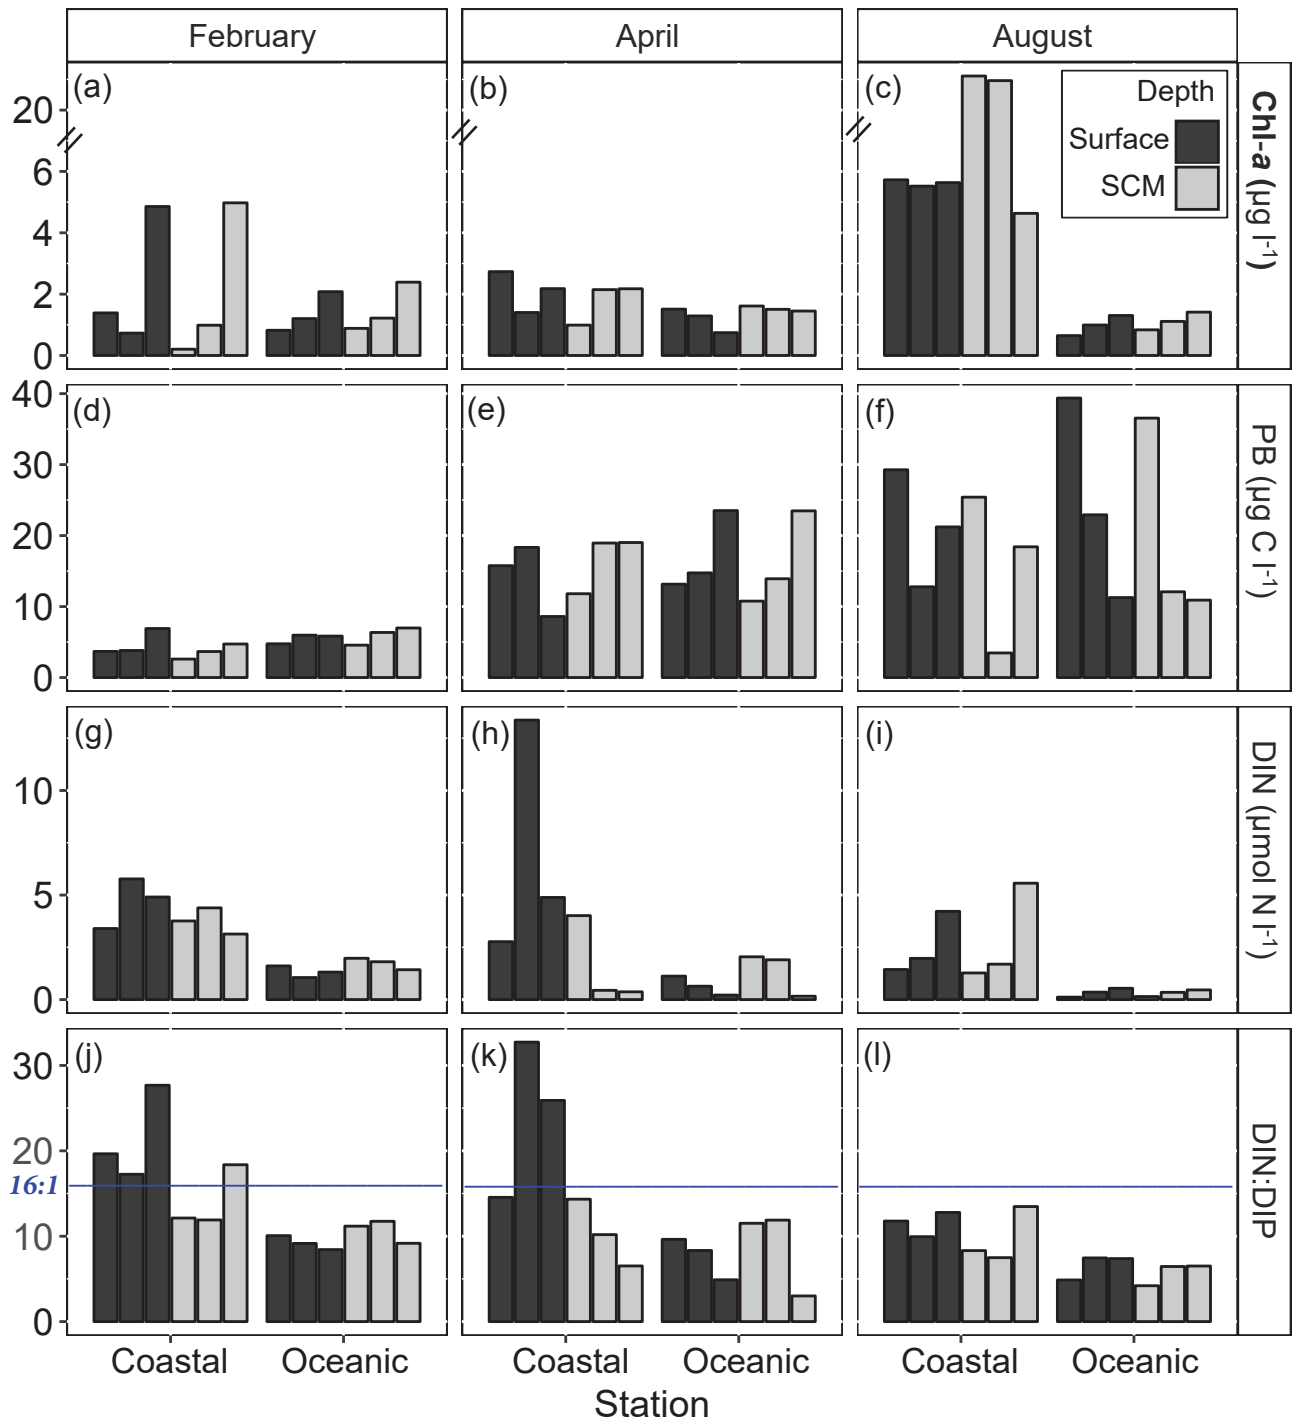 February
April
August
(a)
(b)
(c)
Depth
Surface
SCM
20
6
4
2
0
Chl-a (µg l-1)
(d)
(e)
(f)
40
30
20
10
0
PB (µg C l-1)
(g)
(h)
(i)
10
5
0
DIN (µmol N l-1)
(j)
(k)
(l)
30
20
16:1
10
0
DIN:DIP
Coastal
Oceanic
Coastal
Oceanic
Coastal
Oceanic
Station